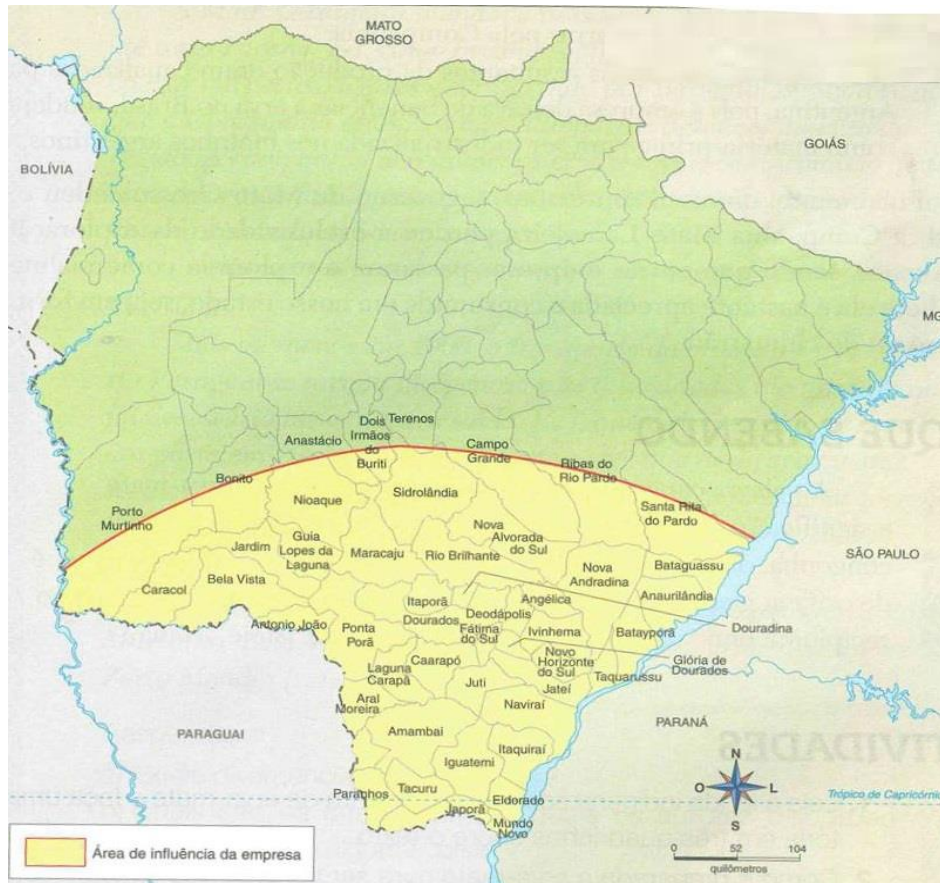 MATO
GROSSO
GOIÁS
BOLÍVIA
Dois
Irmãos
do
Buriti
Terenos
Anastácio
Campo
Grande
Ribas do
Rio Pardo
Bonito
Porto
Murtinho
Nioaque
Sidrolândia
Santa Rita
do Pardo
Jardim
Guia
Lopes da
Laguna
Maracaju
Rio Brilhante
Nova
Alvorada
do Sul
SÃO PAULO
Caracol
Bela Vista
Nova
Andradina
Bataguassu
Anaurilândia
Itaporã
Dourados
Deodápolis
Fátima
do Sul
Angélica
Antonio João
Ponta
Porã
Ivinhema
Batayporã
Douradina
Caarapó
Novo
Horizonte
do Sul
Glória de
Dourados
Laguna
Carapã
Juti
Jateí
Taquarussu
Aral
Moreira
Naviraí
PARAGUAI
PARANÁ
Amambai
Itaquiraí
Iguatemi
Paranhos
Tacuru
Eldorado
Japorã
Mundo
Novo
N
O
L
S
Trópico de Capricórnio
0 52 104
quilômetros
Área de influência da empresa